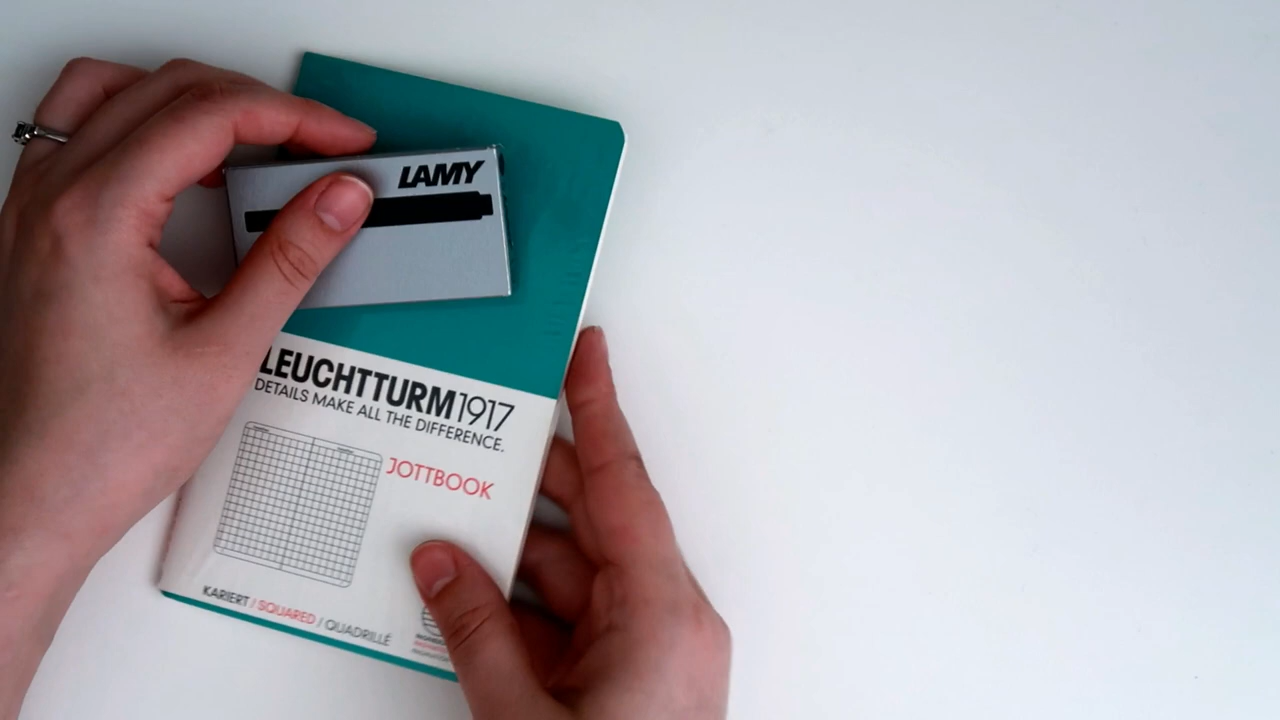 LAMY
LEUCHTTURM1917
DETAILS MAKE ALL THE DIFFERENCE.
JOTTBOOK
KARIERT / SQUARED / QUADRILLÉ